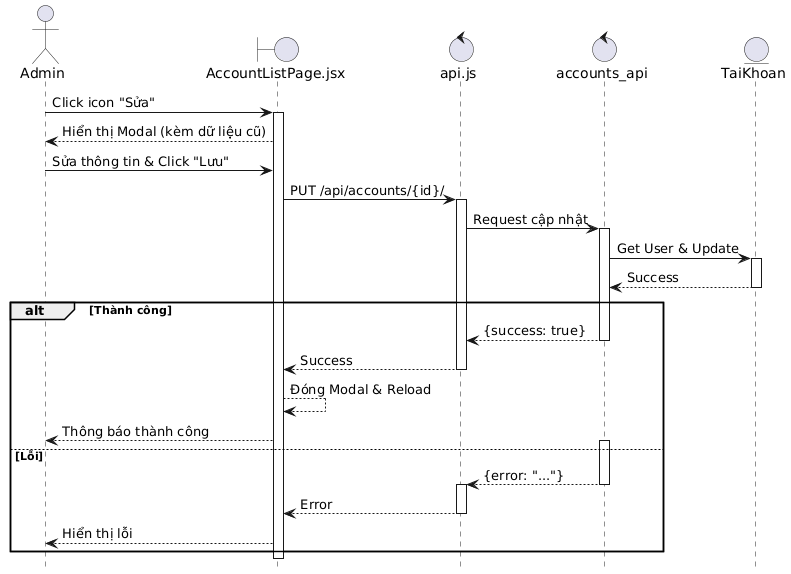 Admin
AccountListPage.jsx
api.js
accounts_api
TaiKhoan
Click icon "Sửa"
Hiển thị Modal (kèm dữ liệu cũ)
Sửa thông tin & Click "Lưu"
PUT /api/accounts/{id}/
Request cập nhật
Get User & Update
Success
alt
[Thành công]
{success: true}
Success
Đóng Modal & Reload
Thông báo thành công
[Lỗi]
{error: "..."}
Error
Hiển thị lỗi